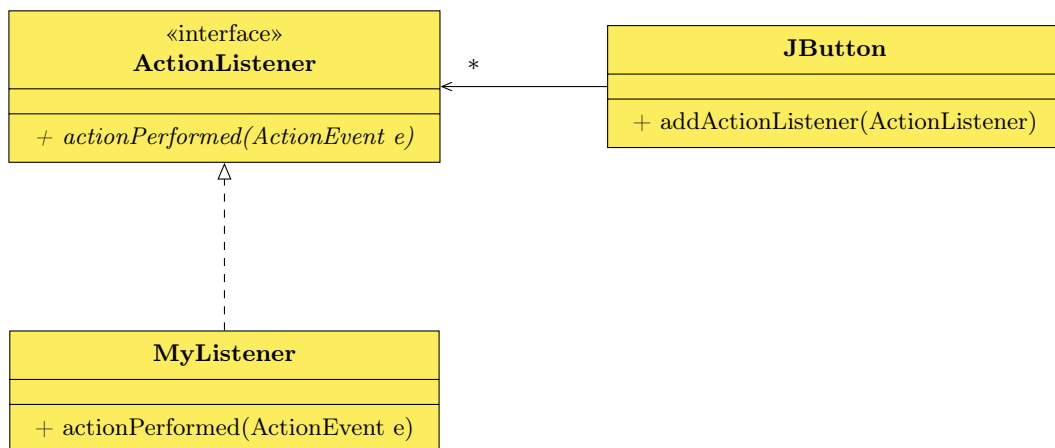 «interface»
ActionListener
+ actionPerformed(ActionEvent e)
*
JButton
+ addActionListener(ActionListener)
MyListener
+ actionPerformed(ActionEvent e)